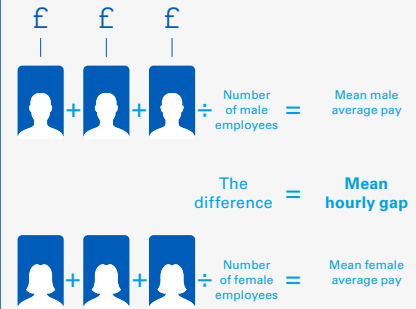 £ £ £
+ + ÷ Number of male employees = Mean male average pay
The difference = Mean hourly gap
+ + ÷ Number of female employees = Mean female average pay